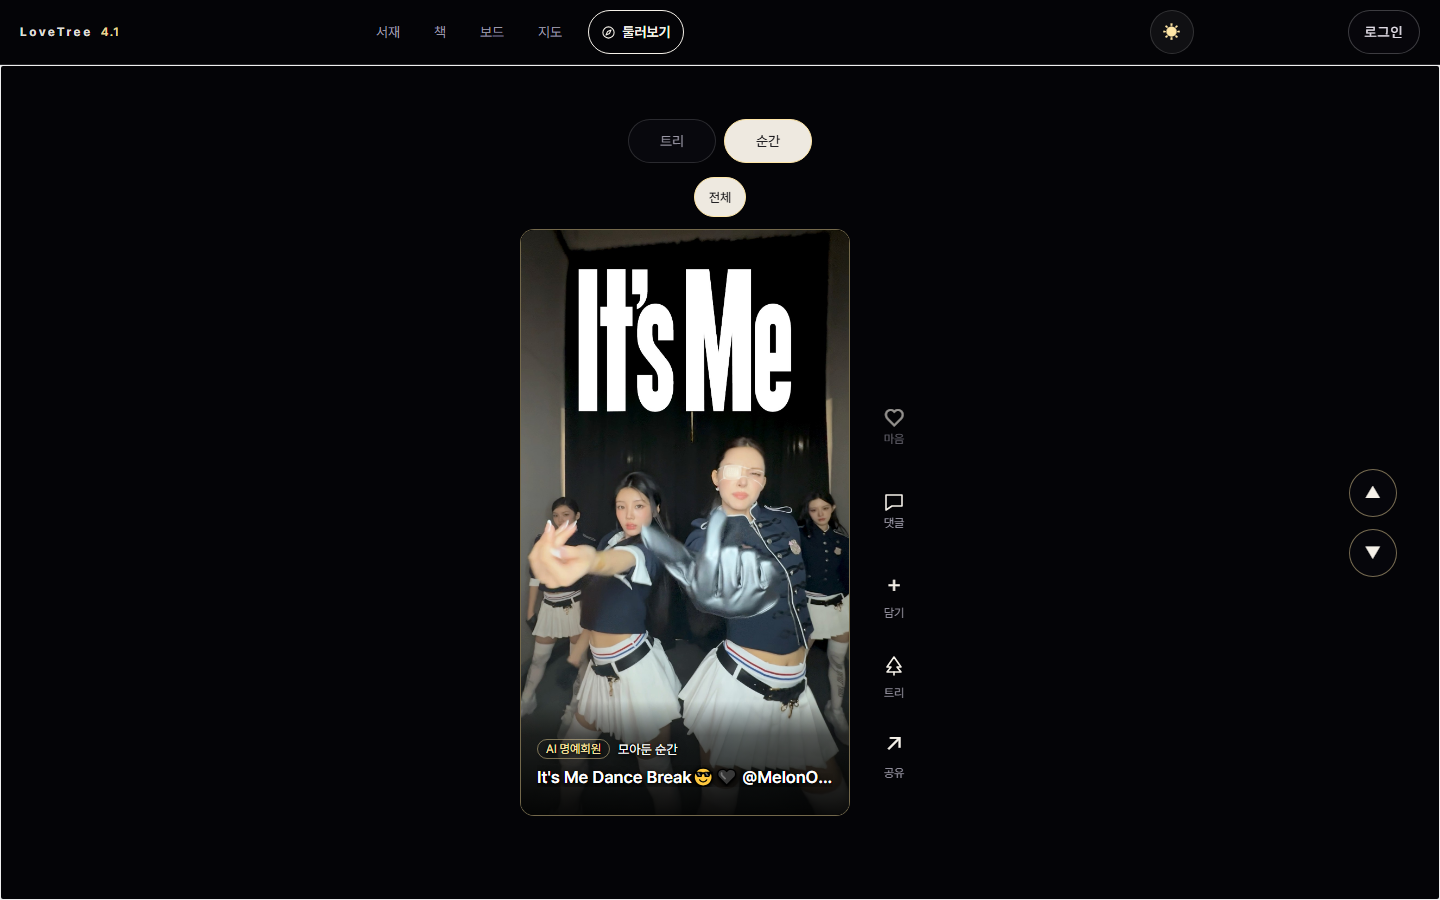 LoveTree 4.1
서재
책
보드
지도
둘러보기
로그인
트리
순간
전체
It's Me
마음
댓글
담기
트리
공유
AI 명예회원 모아둔 순간
It's Me Dance Break😎🖤 @MelonO...